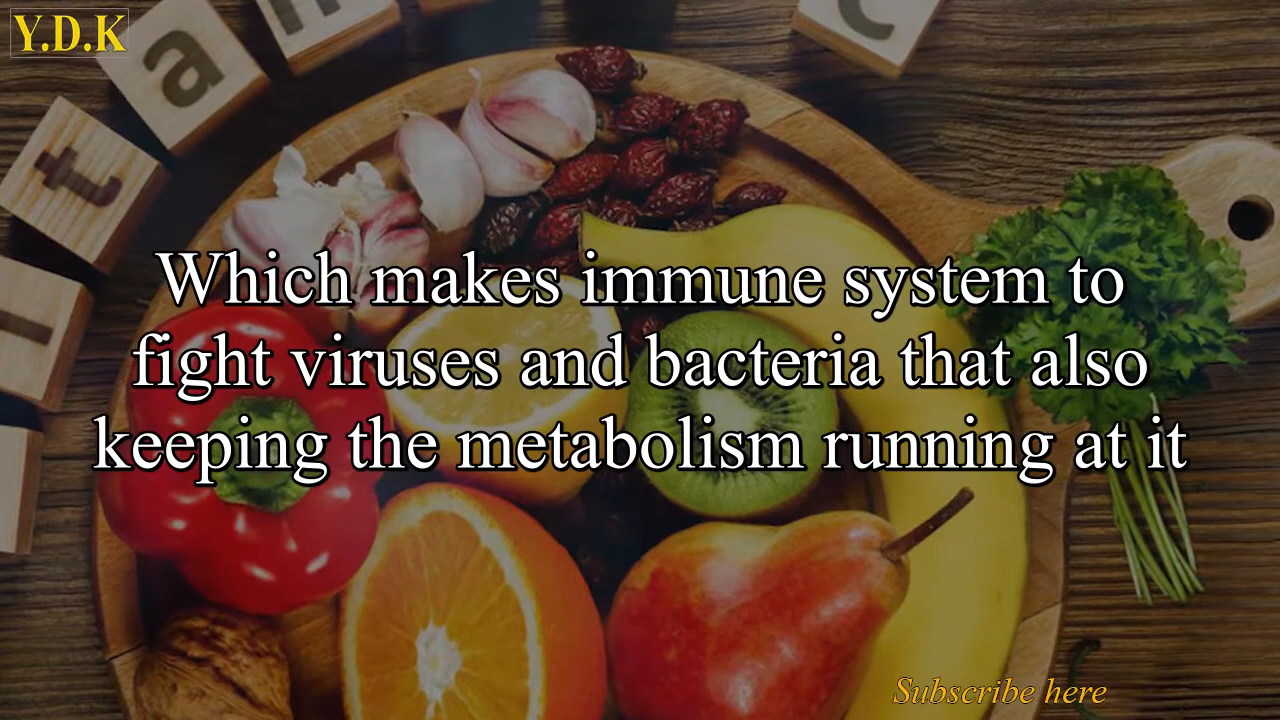 Y.D.K
t a m c
Which makes immune system to
fight viruses and bacteria that also
keeping the metabolism running at it
Subscribe here